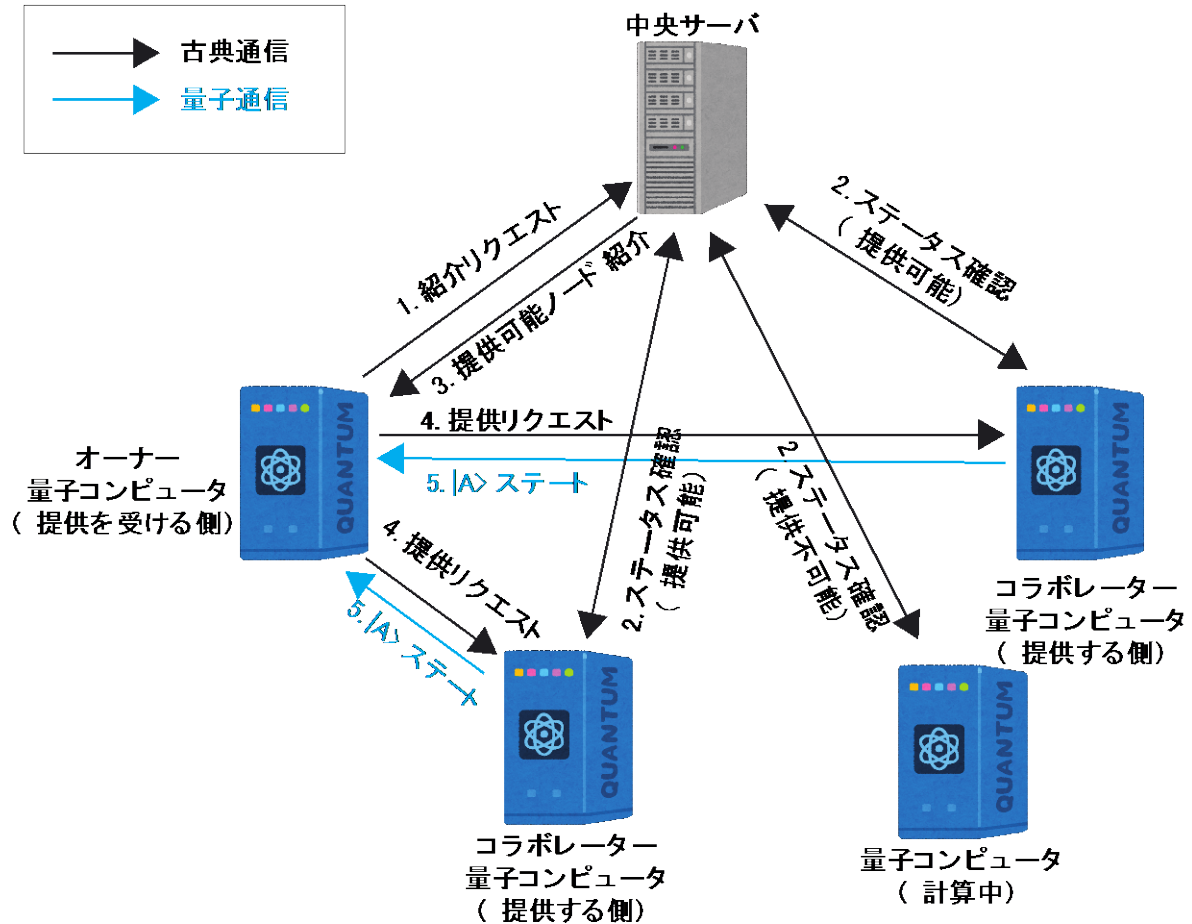 中央サーバ
古典通信
量子通信
1. 紹介リクエスト
3. 提供可能ノード 紹介
2. ステータス確認
( 提供可能)
4. 提供リクエスト
5. |A> ステート
オーナー
量子コンピュータ
( 提供を受ける側)
QUANTUM
4. 提供リクエスト
5. |A> ステート
2. ステータス確認
( 提供可能)
2. ステータス確認
( 提供不可能)
QUANTUM
コラボレーター
量子コンピュータ
( 提供する側)
QUANTUM
コラボレーター
量子コンピュータ
( 提供する側)
QUANTUM
量子コンピュータ
( 計算中)